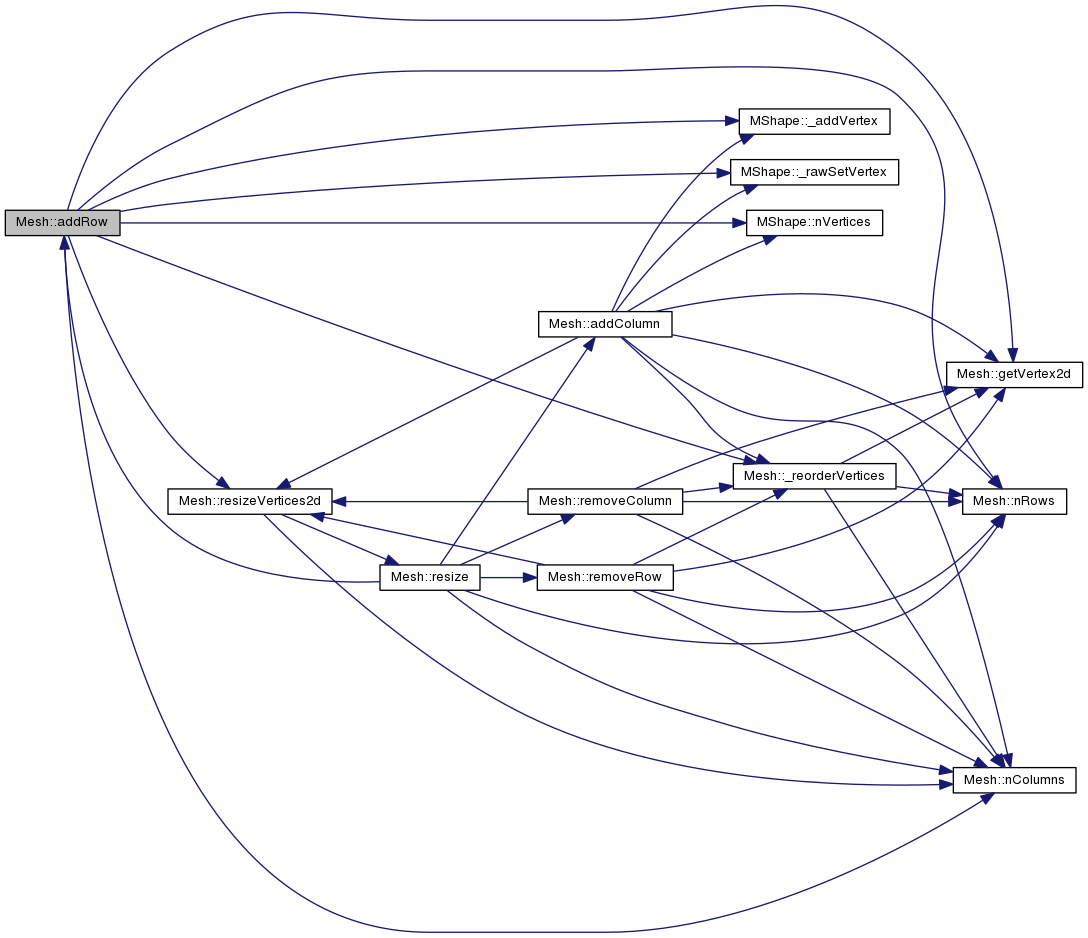 MShape::_addVertex
MShape::_rawSetVertex
Mesh::addRow
MShape::nVertices
Mesh::addColumn
Mesh::getVertex2d
Mesh::_reorderVertices
Mesh::resizeVertices2d
Mesh::removeColumn
Mesh::nRows
Mesh::resize
Mesh::removeRow
Mesh::nColumns